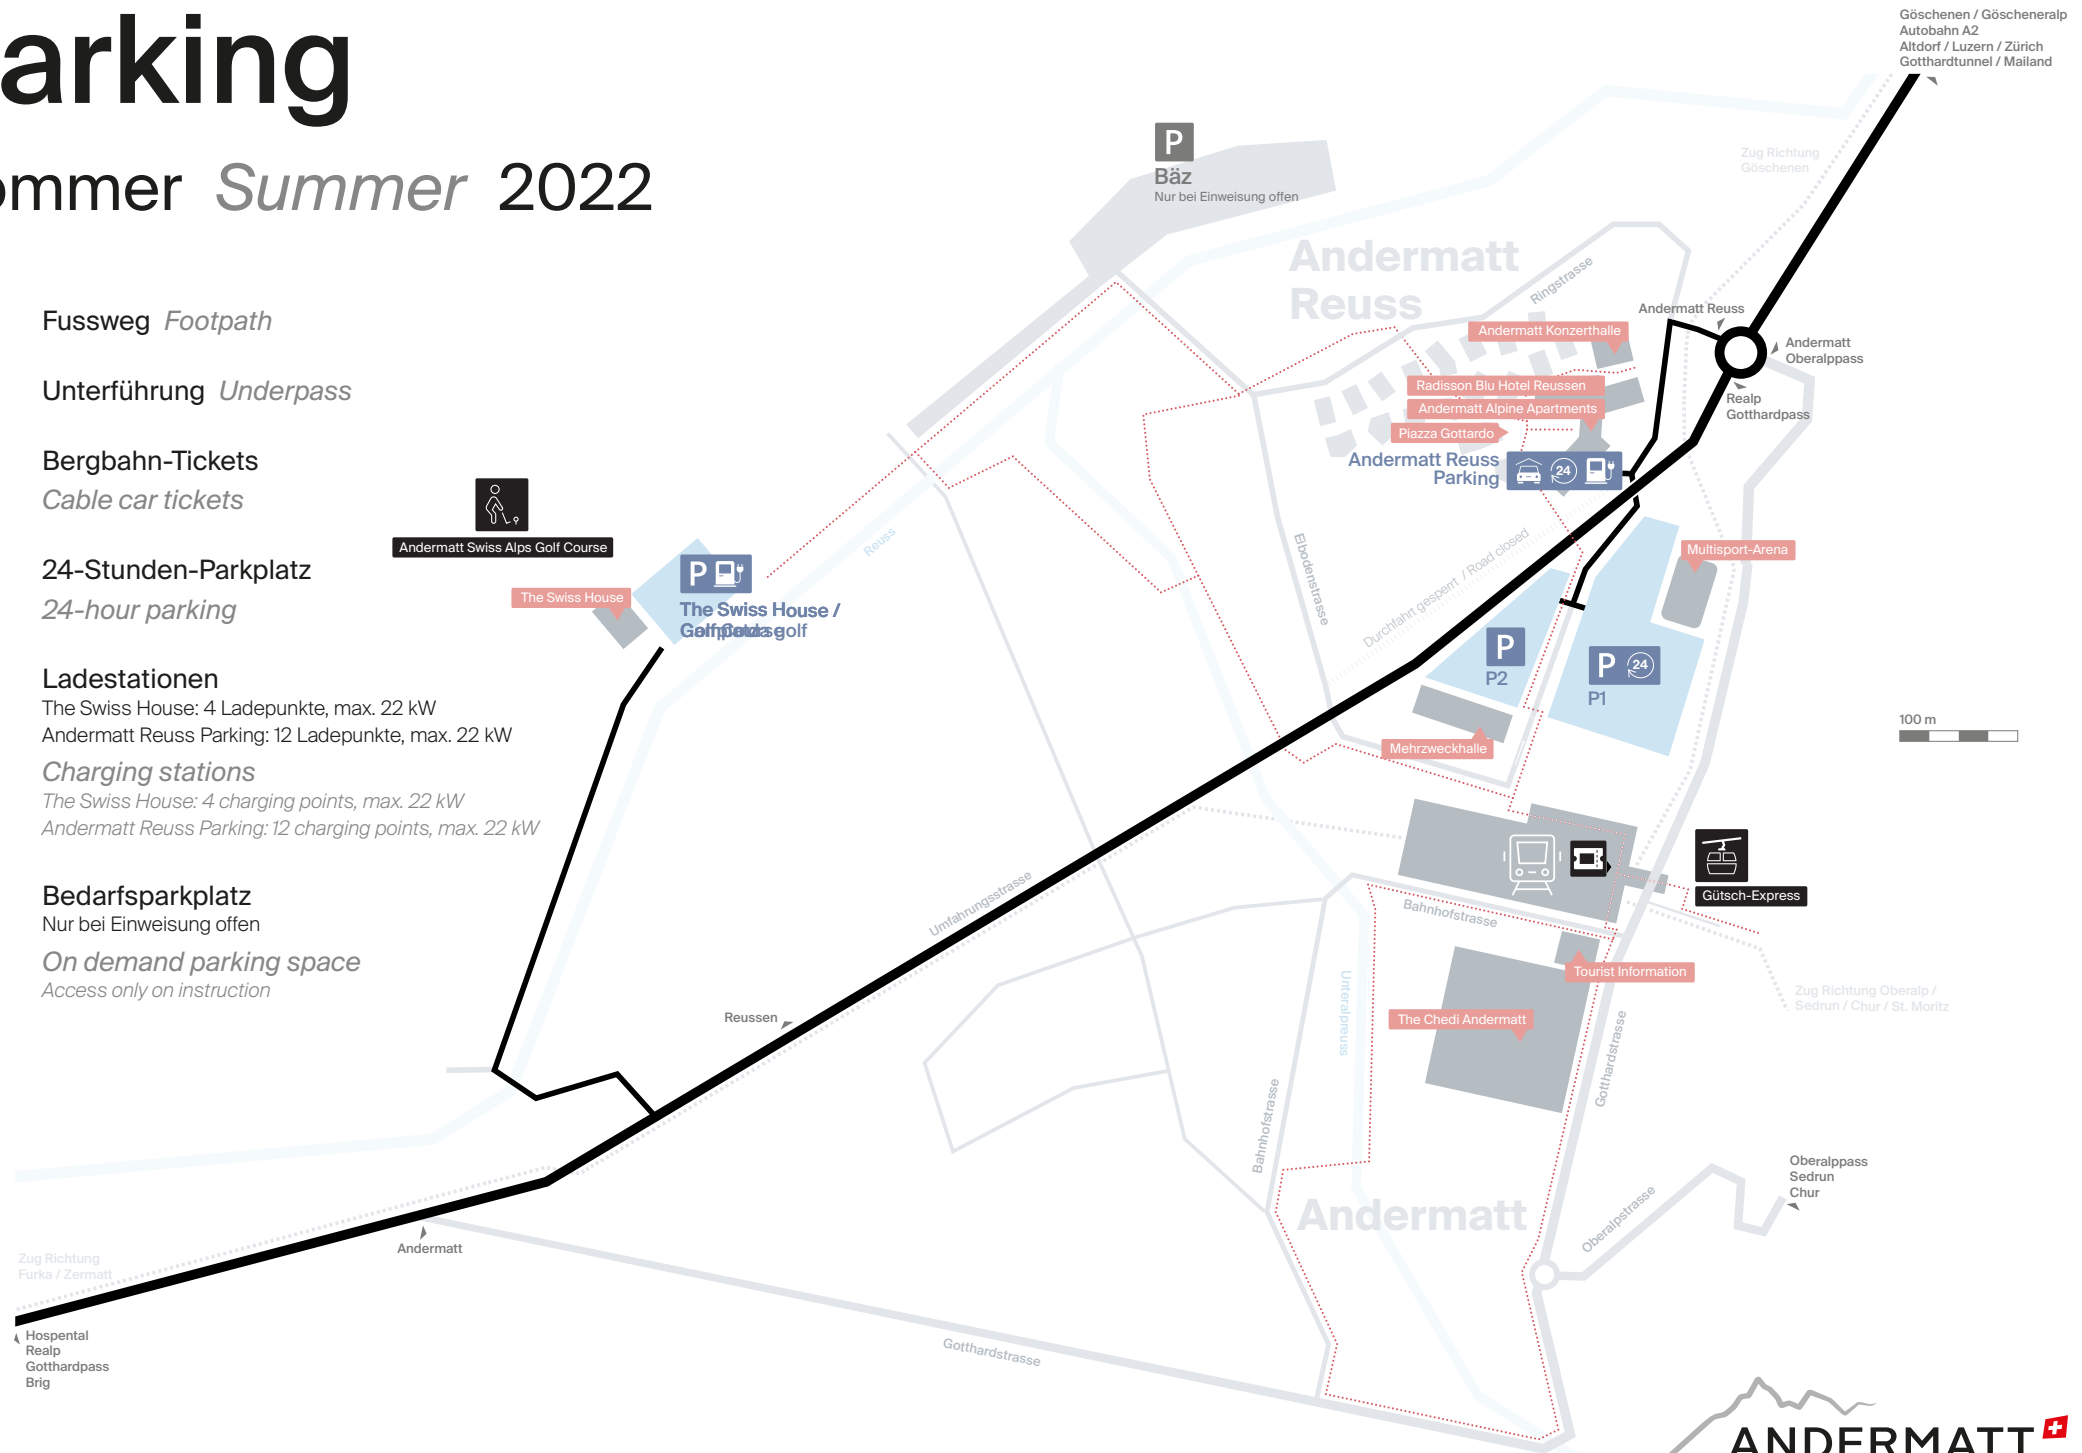 arking
ommer Summer 2022
Fussweg Footpath
Unterführung Underpass
Bergbahn-Tickets
Cable car tickets
24-Stunden-Parkplatz
24-hour parking
Ladestationen
The Swiss House: 4 Ladepunkte, max. 22 kW
Andermatt Reuss Parking: 12 Ladepunkte, max. 22 kW
Charging stations
The Swiss House: 4 charging points, max. 22 kW
Andermatt Reuss Parking: 12 charging points, max. 22 kW
Bedarfsparkplatz
Nur bei Einweisung offen
On demand parking space
Access only on instruction
Göschenen / Göscheneralp
Autobahn A2
Altdorf / Luzern / Zürich
Gotthardtunnel / Mailand
Zug Richtung
Göschenen
P
Bäz
Nur bei Einweisung offen
Andermatt
Reuss
Ringstrasse
Andermatt Reuss
Andermatt
Oberalppass
Realp
Gotthardpass
Andermatt Konzerthalle
Radisson Blu Hotel Reussen
Andermatt Alpine Apartments
Piazza Gottardo
Andermatt Reuss
Parking
24
Andermatt Swiss Alps Golf Course
The Swiss House
P
The Swiss House /
golf
Reuss
Eibodenstrasse
Durchfahrt gesperrt / Road closed
Multisport-Arena
P
P2
P 24
P1
Mehrzweckhalle
100 m
Gütsch-Express
Bahnhofstrasse
Umfahrungsstrasse
Tourist Information
The Chedi Andermatt
Unteralpreuss
Zug Richtung Oberalp /
Sedrun / Chur / St. Moritz
Reussen
Gotthardstrasse
Bahnhofstrasse
Oberalppass
Sedrun
Chur
Oberalpstrasse
Andermatt
Andermatt
Zug Richtung
Furka / Zermatt
Hospental
Realp
Gotthardpass
Brig
Gotthardstrasse
ANDERMATT